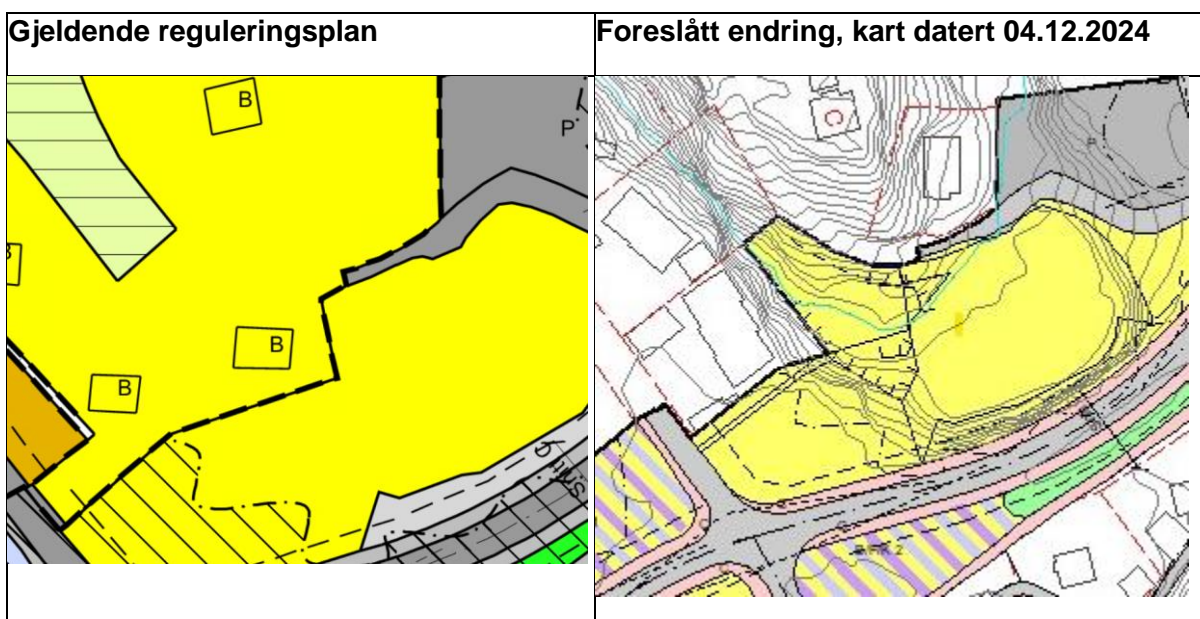 Gjeldende reguleringsplan
Foreslått endring, kart datert 04.12.2024
B
P.
B
B
B
P